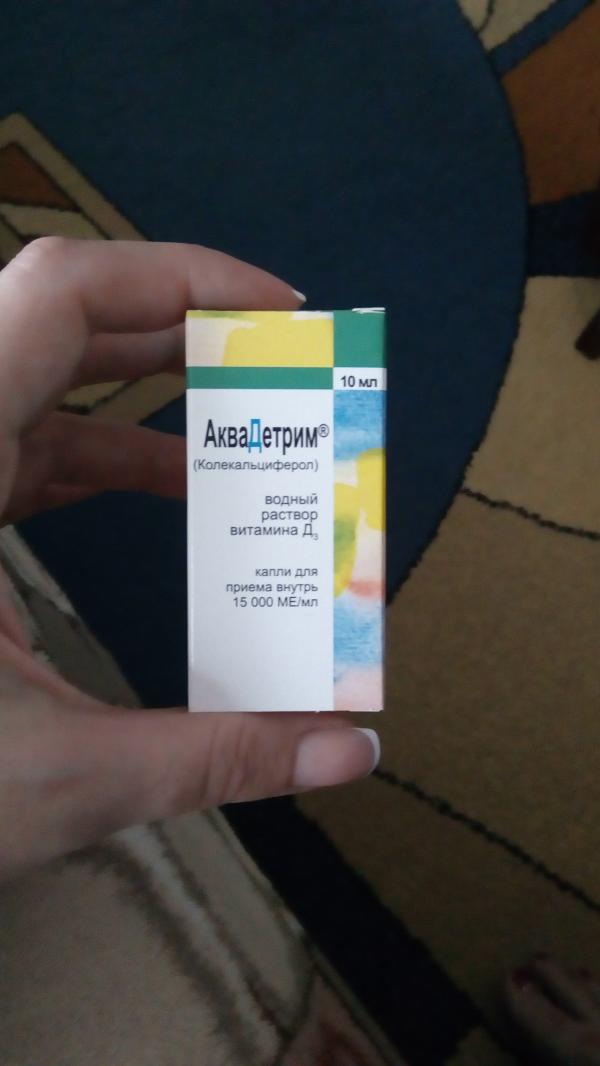 10 мл
АкваДетрим®
(Колекальциферол)
водный
раствор
витамина Д₃
капли для
приема внутрь
15 000 МЕ/мл